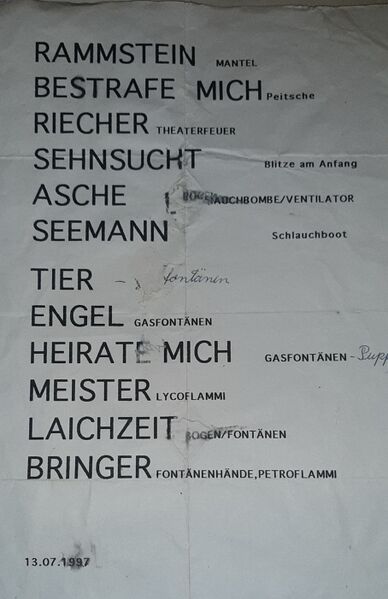 RAMMSTEIN MANTEL
BESTRAFE MICH Peitsche
RIECHER THEATERFEUER
SEHNSUCHT Blitze am Anfang
ASCHE RAUCHBOMBE/VENTILATOR
SEEMANN Schlauchboot
TIER - fontänen
ENGEL GASFONTÄNEN
HEIRATE MICH GASFONTÄNEN - Pupp
MEISTER LYCOFLAMMI
LAICHZEIT BOGEN/FONTÄNEN
BRINGER FONTÄNENHÄNDE,PETROFLAMMI
13.07.1997